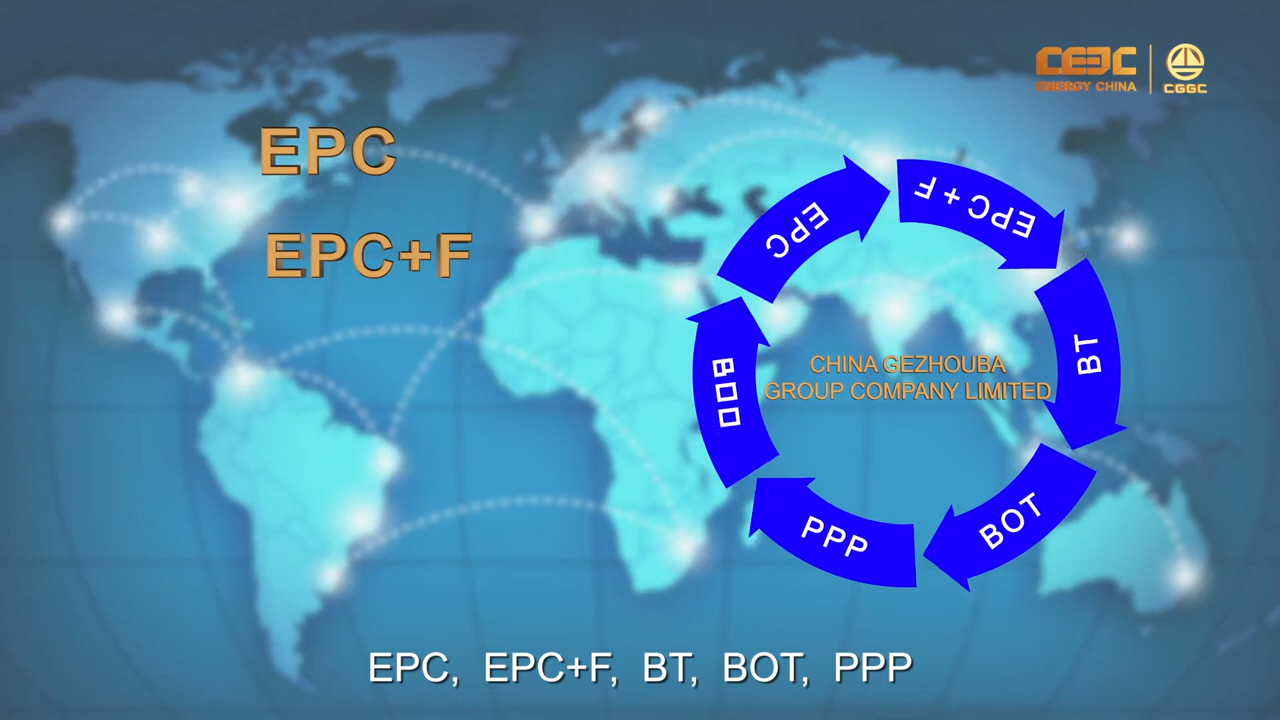 CEEC
ENERGY CHINA
CGGC
EPC
EPC+F
EPC
EPC+F
BT
BOT
PPP
CHINA GEZHOUBA
GROUP COMPANY LIMITED
EPC, EPC+F, BT, BOT, PPP